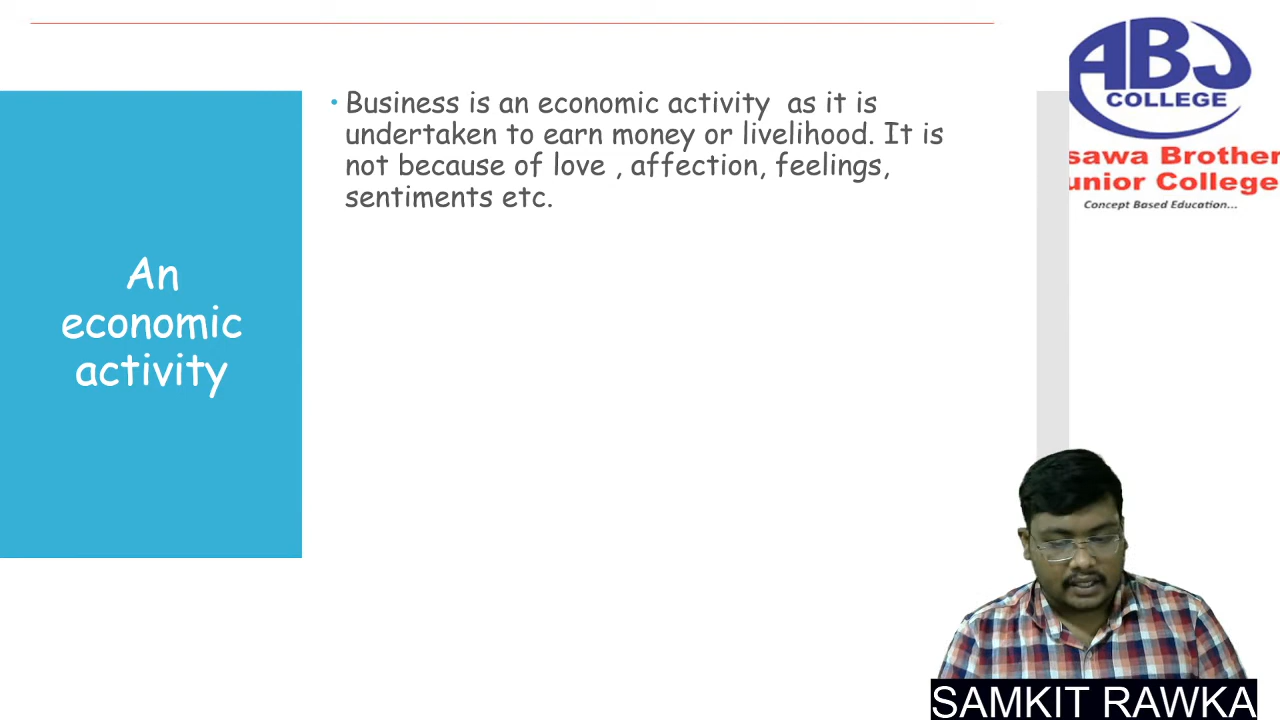 An
economic
activity
• Business is an economic activity as it is
undertaken to earn money or livelihood. It is
not because of love , affection, feelings,
sentiments etc.
ABJ
COLLEGE
sawa Brother
unior College
Concept Based Education...
SAMKIT RAWKA